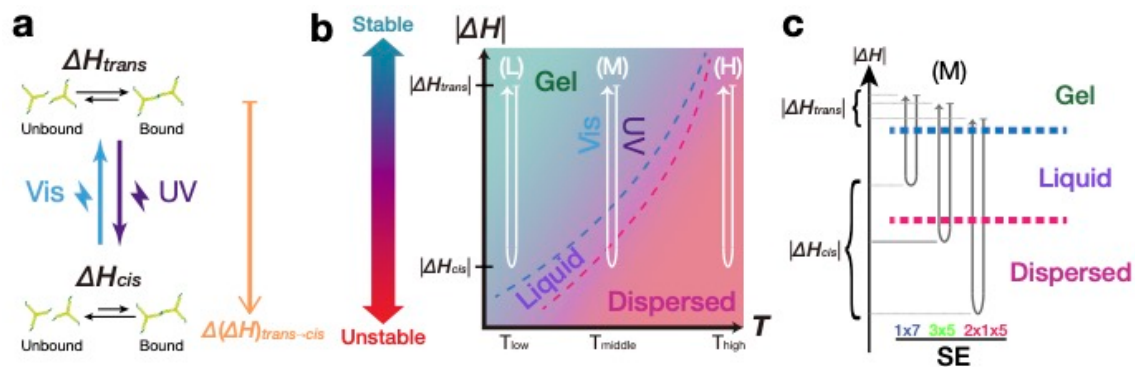 a
ΔHtrans
Unbound Bound
Vis UV
ΔHcis
Unbound Bound
Δ(ΔH)trans→cis
b
Stable
Unstable
|ΔH|
|ΔHtrans|
|ΔHcis|
(L) (M) (H)
Gel
Vis UV
Liquid
Dispersed
T
Tlow Tmiddle Thigh
c
|ΔH|
(M)
|ΔHtrans|
|ΔHcis|
Gel
Liquid
Dispersed
1x7 3x5 2x1x5
SE